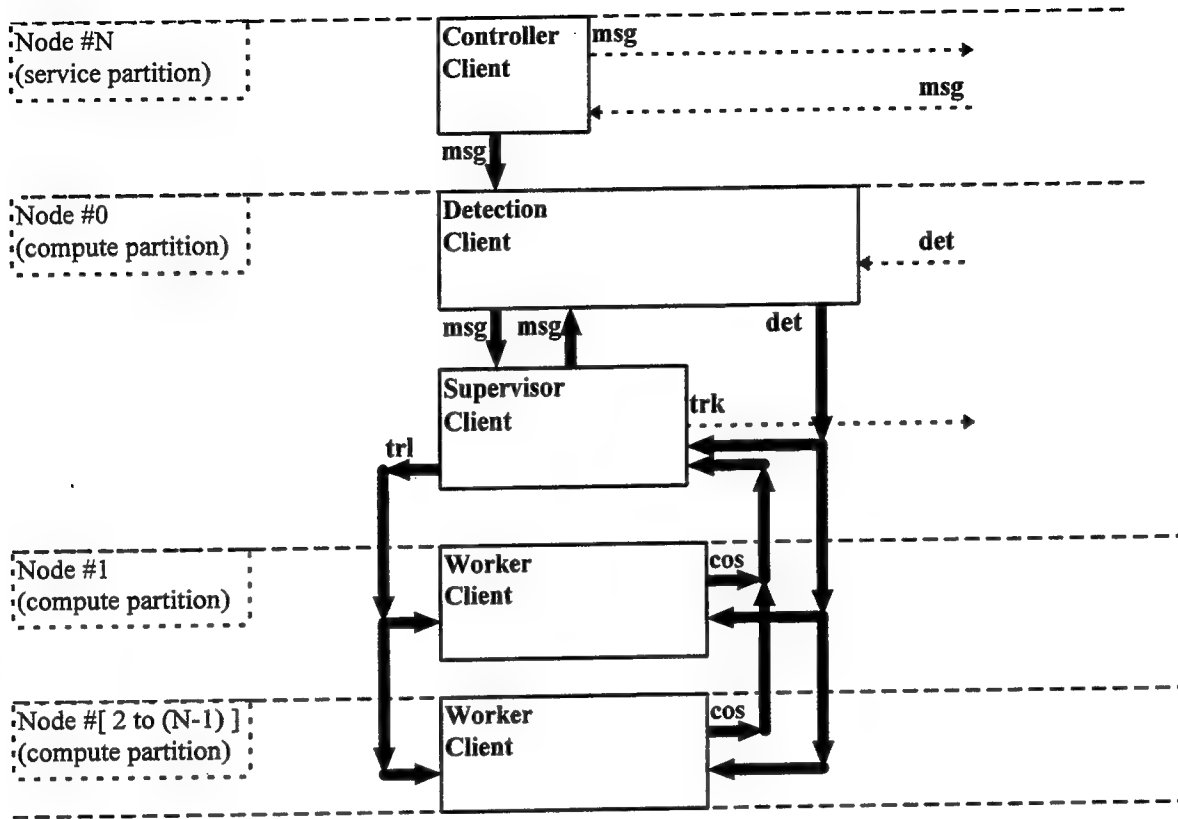 Node #N
(service partition)
Controller
Client
msg
msg
msg
Node #0
(compute partition)
Detection
Client
det
msg
msg
det
Supervisor
Client
trk
trl
Node #1
(compute partition)
Worker
Client
cos
Node #[ 2 to (N-1) ]
(compute partition)
Worker
Client
cos